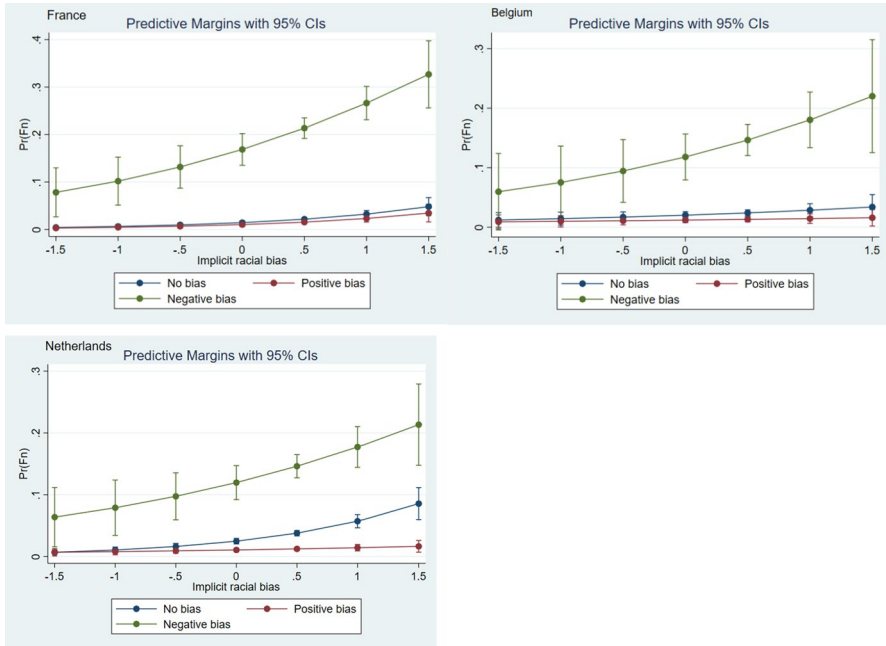 France
Predictive Margins with 95% CIs
.4
.3
.2
.1
0
Pr(Fn)
-1.5 -1 -.5 0 .5 1 1.5
Implicit racial bias
No bias Positive bias
Negative bias
Belgium
Predictive Margins with 95% CIs
.3
.2
.1
0
Pr(Fn)
-1.5 -1 -.5 0 .5 1 1.5
Implicit racial bias
No bias Positive bias
Negative bias
Netherlands
Predictive Margins with 95% CIs
.3
.2
.1
0
Pr(Fn)
-1.5 -1 -.5 0 .5 1 1.5
Implicit racial bias
No bias Positive bias
Negative bias